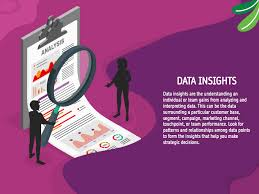 ANALYSIS
DATA INSIGHTS
Data insights are the understanding an
individual or team gains from analyzing and
interpreting data. This can be the data
surrounding a particular customer base,
segment, campaign, marketing channel,
touchpoint, or team performance. Look for
patterns and relationships among data points
to form the insights that help you make
strategic decisions.